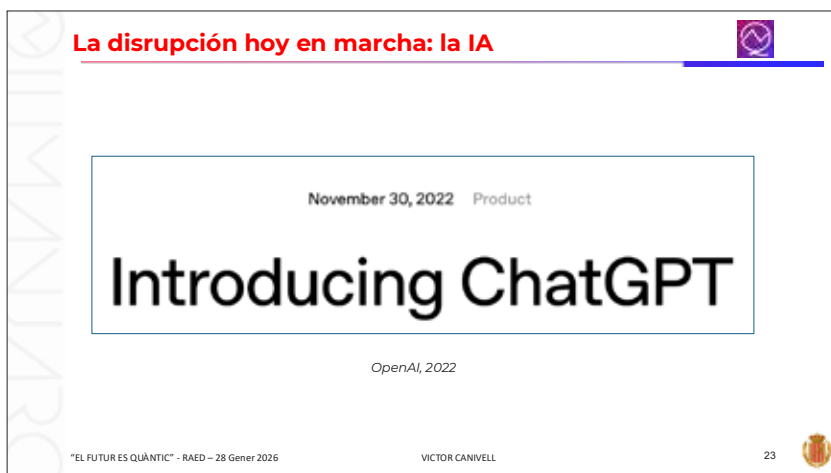 La disrupción hoy en marcha: la IA
November 30, 2022 Product
Introducing ChatGPT
OpenAI, 2022
"EL FUTUR ES QUÀNTIC" - RAED – 28 Gener 2026 VICTOR CANIVELL 23